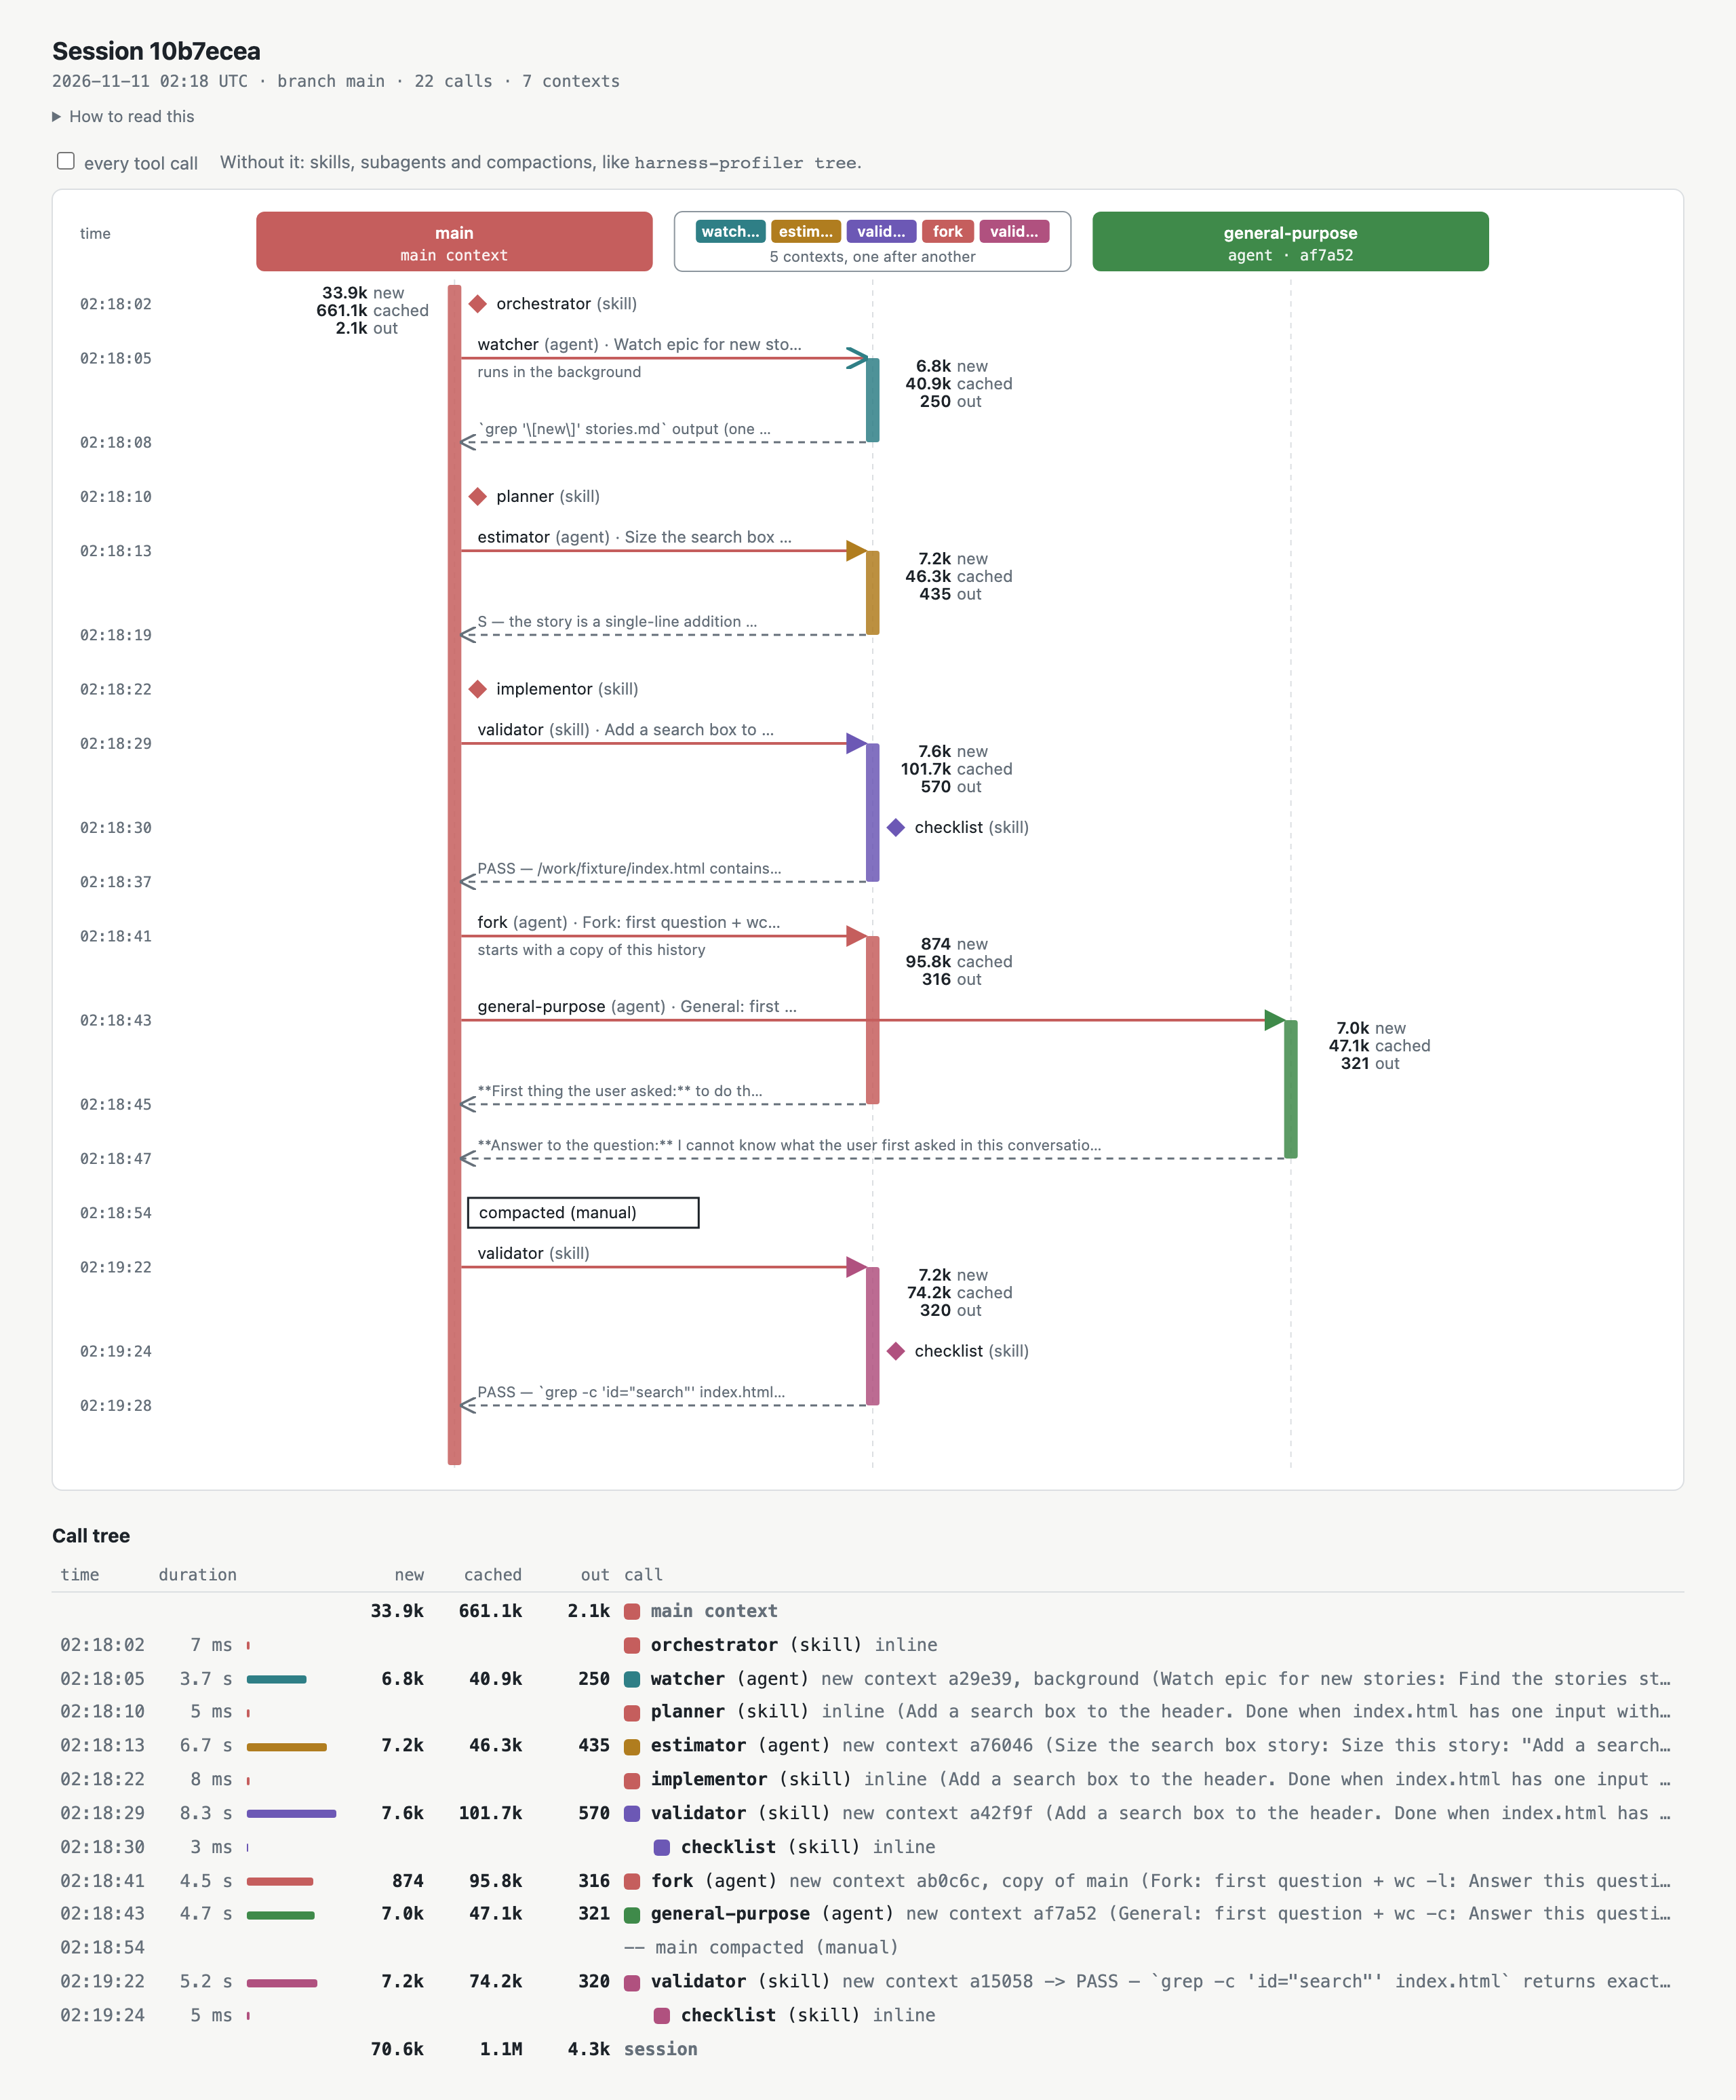 Session 10b7ecea
2026-11-11 02:18 UTC · branch main · 22 calls · 7 contexts
▶ How to read this
every tool call Without it: skills, subagents and compactions, like harness-profiler tree.
time
main
main context
watch... estim... valid... fork valid...
5 contexts, one after another
general-purpose
agent · af7a52
33.9k new
661.1k cached
2.1k out
02:18:02 orchestrator (skill)
watcher (agent) · Watch epic for new sto...
02:18:05
runs in the background
6.8k new
40.9k cached
250 out
`grep '\[new\]' stories.md` output (one ...
02:18:08
02:18:10 planner (skill)
estimator (agent) · Size the search box ...
02:18:13
7.2k new
46.3k cached
435 out
S — the story is a single-line addition ...
02:18:19
02:18:22 implementor (skill)
validator (skill) · Add a search box to ...
02:18:29
7.6k new
101.7k cached
570 out
02:18:30 checklist (skill)
PASS — /work/fixture/index.html contains...
02:18:37
fork (agent) · Fork: first question + wc...
02:18:41
starts with a copy of this history
874 new
95.8k cached
316 out
general-purpose (agent) · General: first ...
02:18:43
7.0k new
47.1k cached
321 out
**First thing the user asked:** to do th...
02:18:45
**Answer to the question:** I cannot know what the user first asked in this conversatio...
02:18:47
02:18:54 compacted (manual)
validator (skill)
02:19:22
7.2k new
74.2k cached
320 out
02:19:24 checklist (skill)
PASS — `grep -c 'id="search"' index.html...
02:19:28
Call tree
time duration new cached out call
33.9k 661.1k 2.1k main context
02:18:02 7 ms orchestrator (skill) inline
02:18:05 3.7 s 6.8k 40.9k 250 watcher (agent) new context a29e39, background (Watch epic for new stories: Find the stories st…
02:18:10 5 ms planner (skill) inline (Add a search box to the header. Done when index.html has one input with…
02:18:13 6.7 s 7.2k 46.3k 435 estimator (agent) new context a76046 (Size the search box story: Size this story: "Add a search…
02:18:22 8 ms implementor (skill) inline (Add a search box to the header. Done when index.html has one input …
02:18:29 8.3 s 7.6k 101.7k 570 validator (skill) new context a42f9f (Add a search box to the header. Done when index.html has …
02:18:30 3 ms checklist (skill) inline
02:18:41 4.5 s 874 95.8k 316 fork (agent) new context ab0c6c, copy of main (Fork: first question + wc -l: Answer this questi…
02:18:43 4.7 s 7.0k 47.1k 321 general-purpose (agent) new context af7a52 (General: first question + wc -c: Answer this questi…
02:18:54 —— main compacted (manual)
02:19:22 5.2 s 7.2k 74.2k 320 validator (skill) new context a15058 -> PASS — `grep -c 'id="search"' index.html` returns exact…
02:19:24 5 ms checklist (skill) inline
70.6k 1.1M 4.3k session